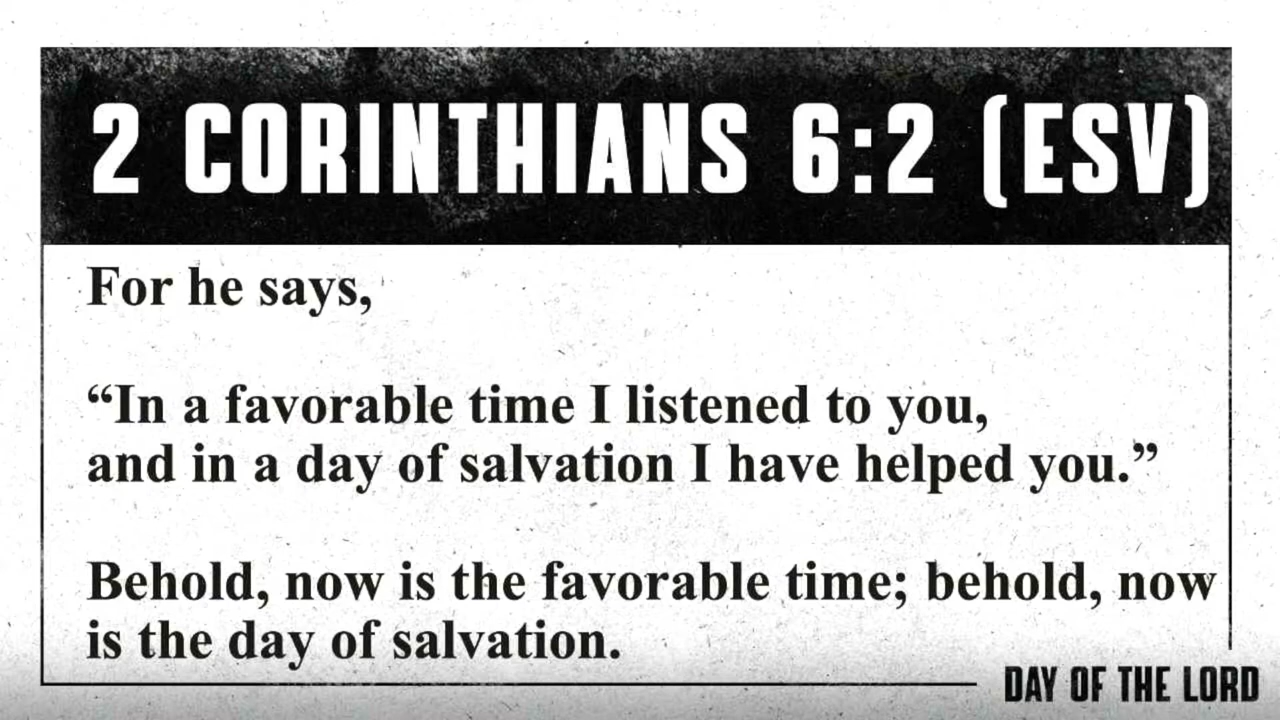 2 CORINTHIANS 6:2 (ESV)
For he says,
“In a favorable time I listened to you,
and in a day of salvation I have helped you.”
Behold, now is the favorable time; behold, now
is the day of salvation.
DAY OF THE LORD